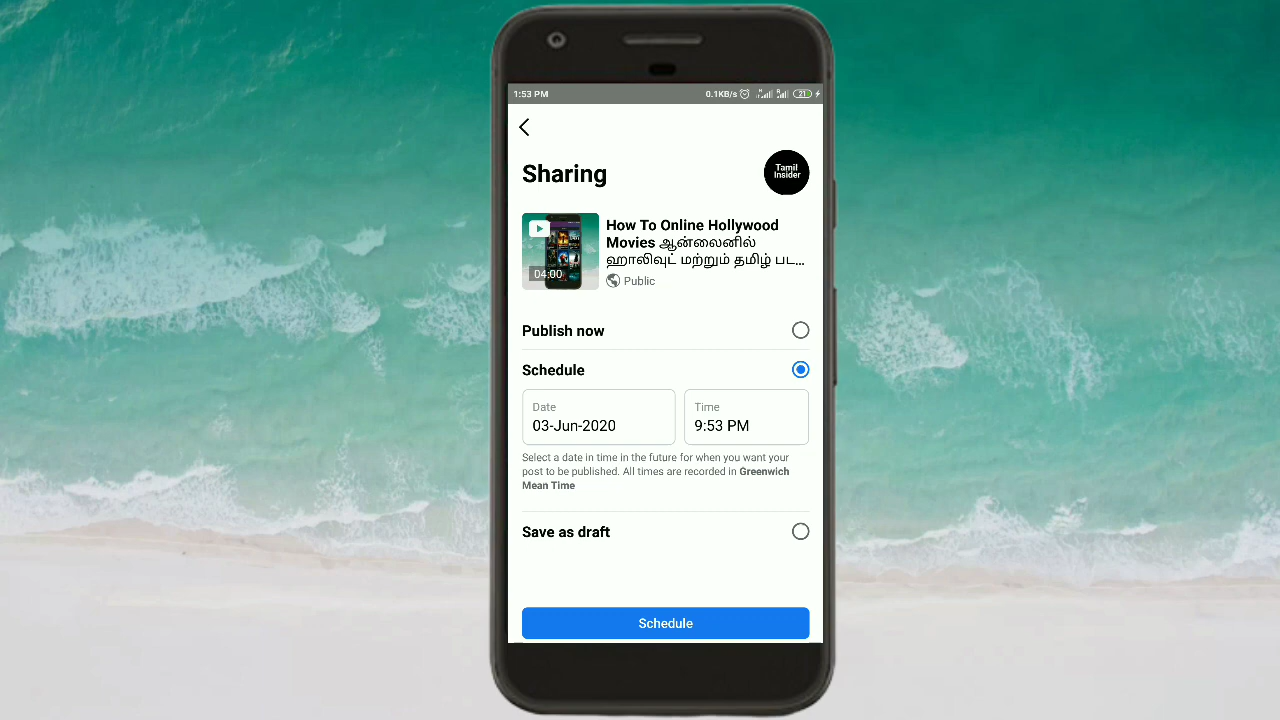 1:53 PM
0.1KB/s
21
Sharing
Tamil
Insider
How To Online Hollywood
Movies ஆன்லைனில்
ஹாலிவுட் மற்றும் தமிழ் பட...
04:00
Public
Publish now
Schedule
Date
03-Jun-2020
Time
9:53 PM
Select a date in time in the future for when you want your
post to be published. All times are recorded in Greenwich
Mean Time
Save as draft
Schedule